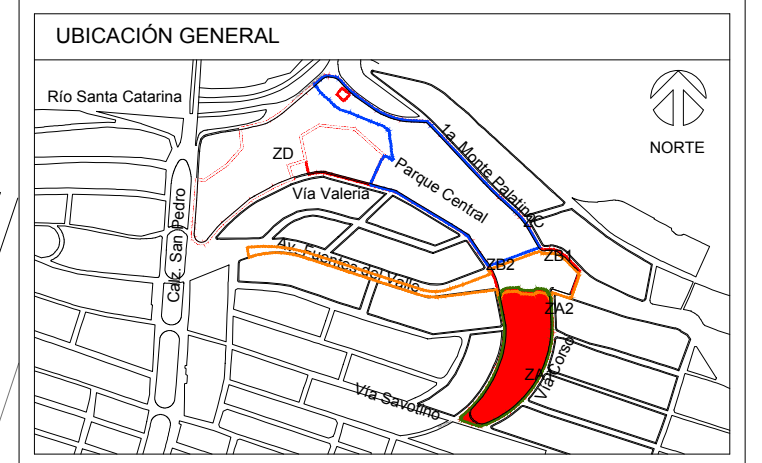 UBICACIÓN GENERAL
Río Santa Catarina
NORTE
1a. Monte Palatino
ZC
ZD
Parque Central
Vía Valeria
Calz. San Pedro
Av. Fuentes del Valle
ZB2
ZB1
ZA2
ZA
Vía Corso
Vía Savotino